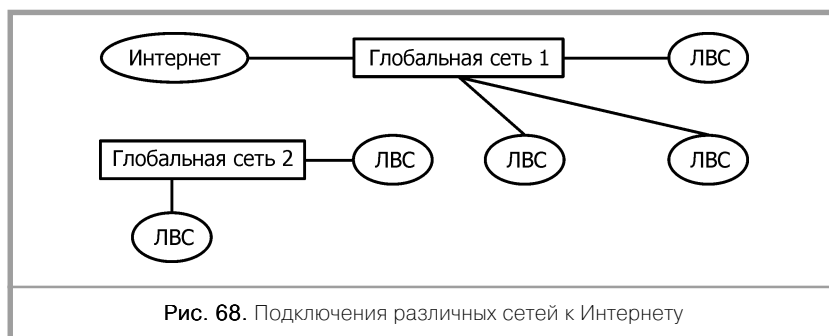 Интернет
Глобальная сеть 1
ЛВС
Глобальная сеть 2
ЛВС
ЛВС
ЛВС
ЛВС
Рис. 68. Подключения различных сетей к Интернету